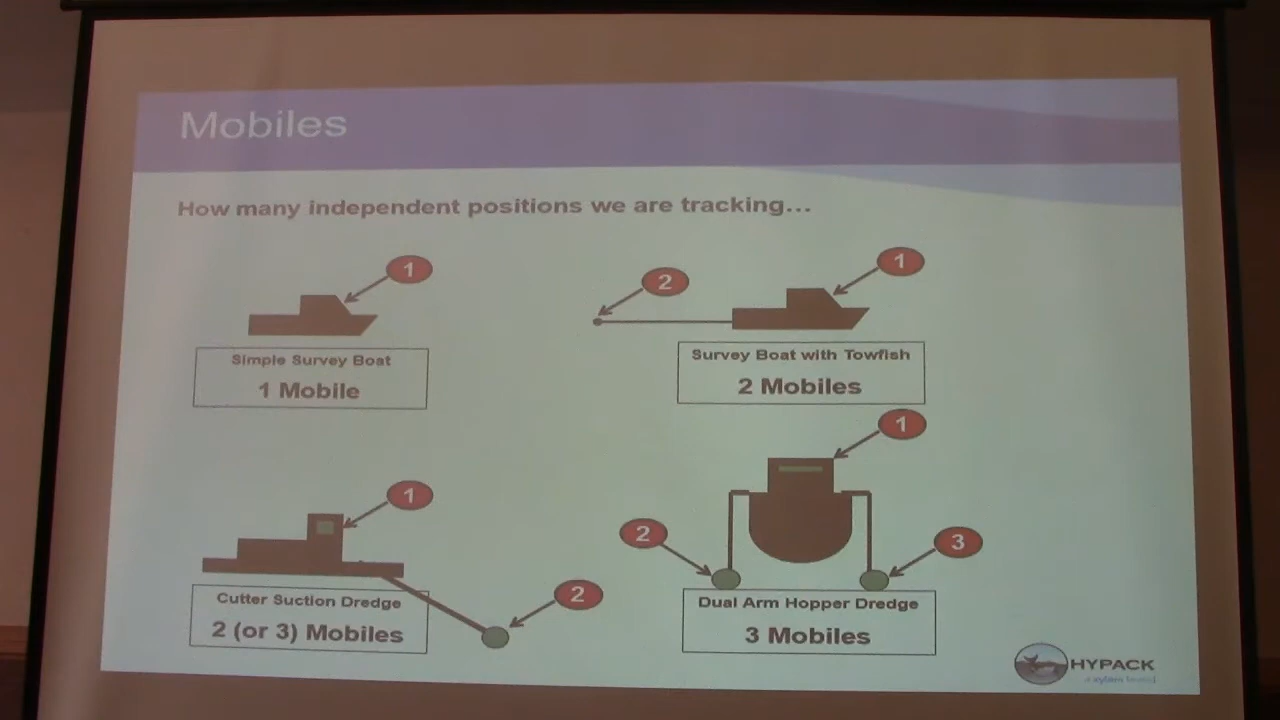 Mobiles
How many independent positions we are tracking...
1
Simple Survey Boat
1 Mobile
2
1
Survey Boat with Towfish
2 Mobiles
1
2
Cutter Suction Dredge
2 (or 3) Mobiles
1
2
3
Dual Arm Hopper Dredge
3 Mobiles
HYPACK
a xylem brand